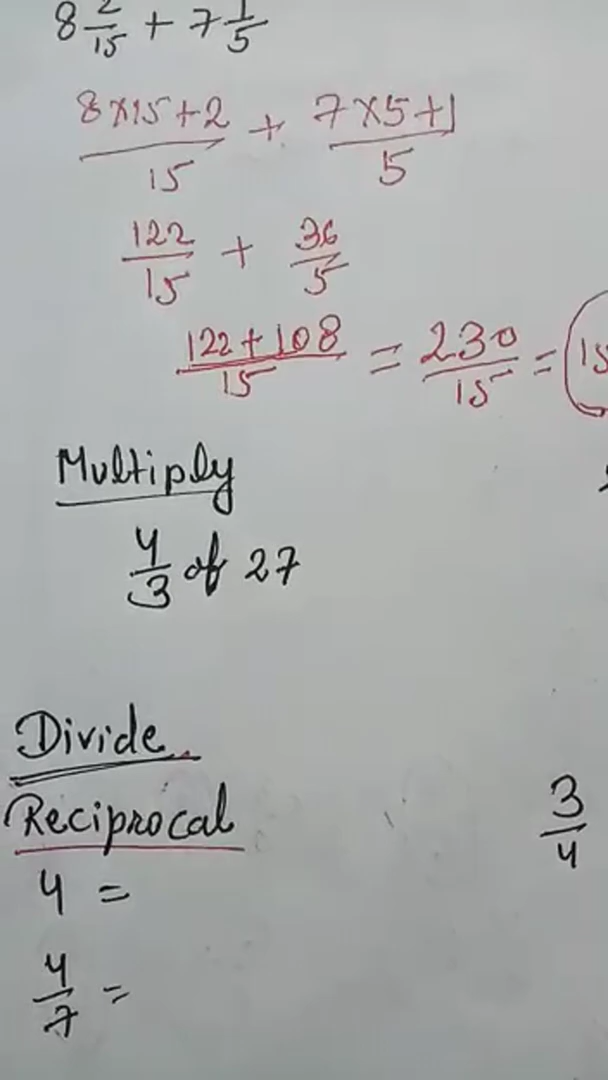 8 2/15 + 7 1/5
8×15+2/15 + 7×5+1/5
122/15 + 36/5
122+108/15 = 230/15 = 15
Multiply
4/3 of 27
Divide
Reciprocal
3/4
4 =
4/7 =